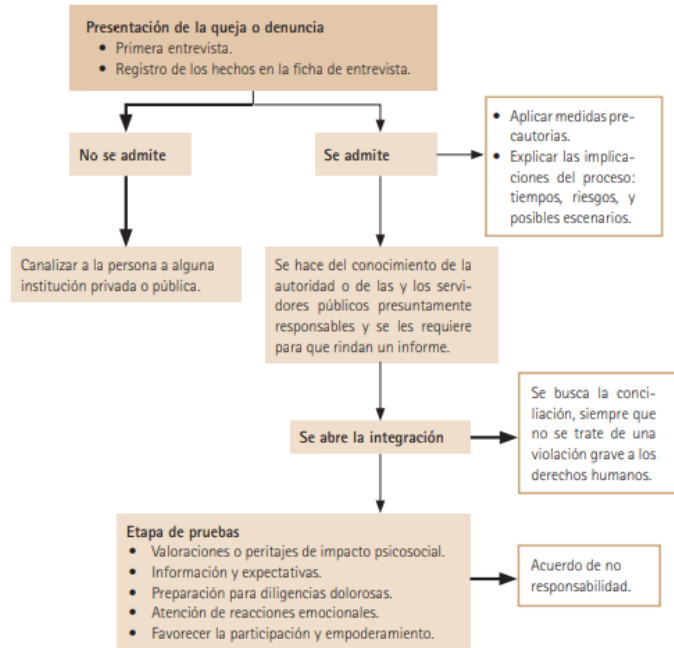 Presentación de la queja o denuncia
• Primera entrevista.
• Registro de los hechos en la ficha de entrevista.
No se admite
Se admite
• Aplicar medidas pre-
cautorias.
• Explicar las implica-
ciones del proceso:
tiempos, riesgos, y
posibles escenarios.
Canalizar a la persona a alguna
institución privada o pública.
Se hace del conocimiento de la
autoridad o de las y los servi-
dores públicos presuntamente
responsables y se les requiere
para que rindan un informe.
Se abre la integración
Se busca la conci-
liación, siempre que
no se trate de una
violación grave a los
derechos humanos.
Etapa de pruebas
• Valoraciones o peritajes de impacto psicosocial.
• Información y expectativas.
• Preparación para diligencias dolorosas.
• Atención de reacciones emocionales.
• Favorecer la participación y empoderamiento.
Acuerdo de no
responsabilidad.